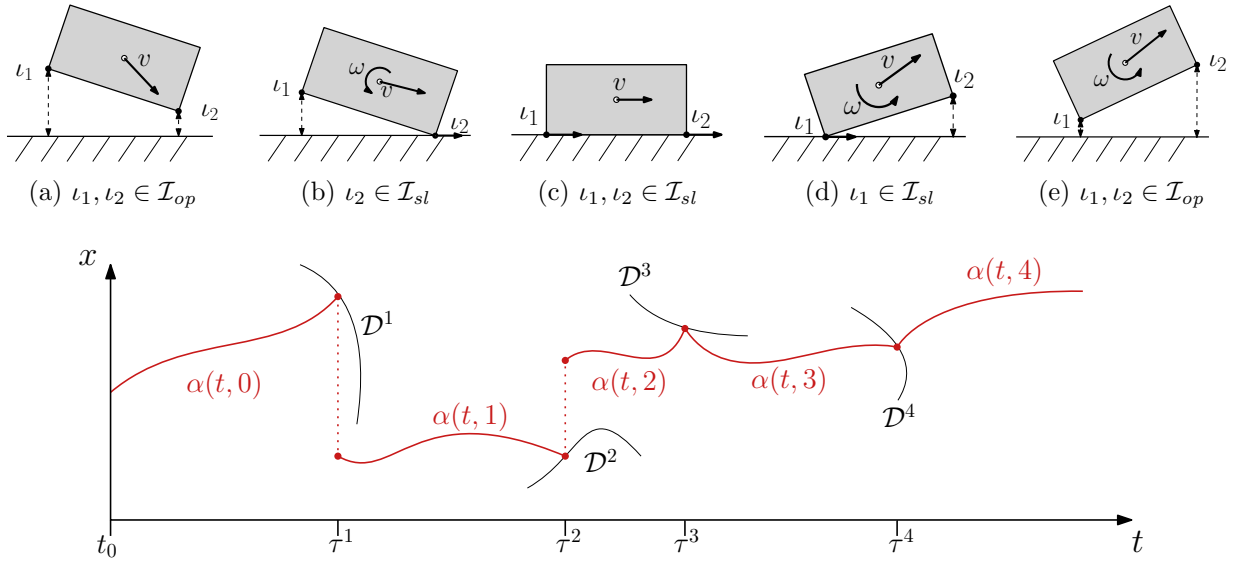 ι₁ v ι₂
ι₁ ω v ι₂
ι₁ v ι₂
ι₁ ω v ι₂
ι₁ ω v ι₂
(a) ι₁, ι₂ ∈ ℐₒₚ
(b) ι₂ ∈ ℐₛₗ
(c) ι₁, ι₂ ∈ ℐₛₗ
(d) ι₁ ∈ ℐₛₗ
(e) ι₁, ι₂ ∈ ℐₒₚ
x
𝒟¹
𝒟²
𝒟³
𝒟⁴
α(t, 0)
α(t, 1)
α(t, 2)
α(t, 3)
α(t, 4)
t₀ τ¹ τ² τ³ τ⁴ t